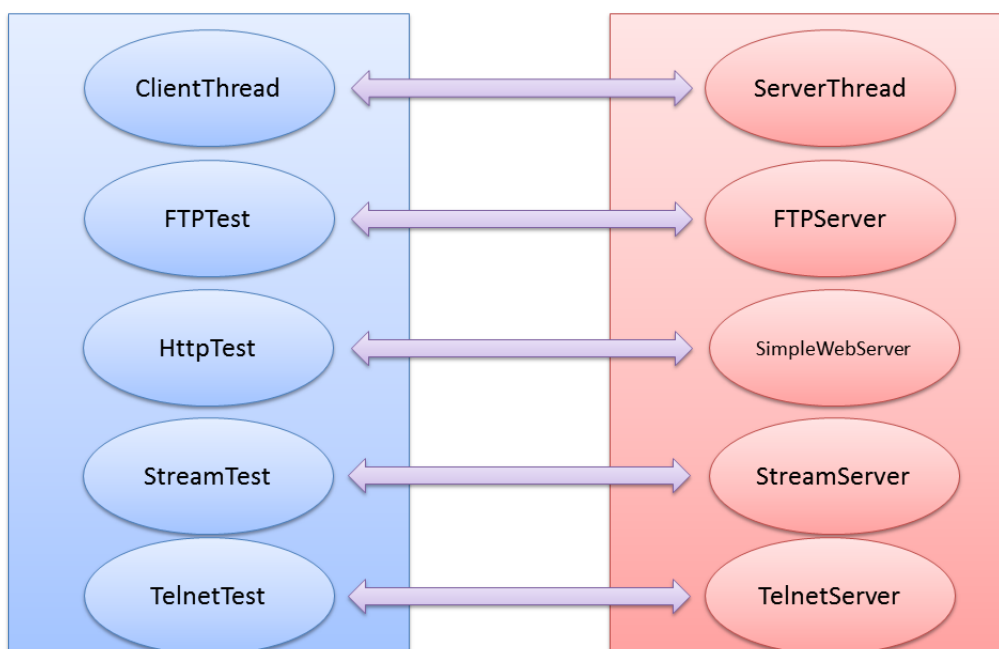 ClientThread
ServerThread
FTPTest
FTPServer
HttpTest
SimpleWebServer
StreamTest
StreamServer
TelnetTest
TelnetServer